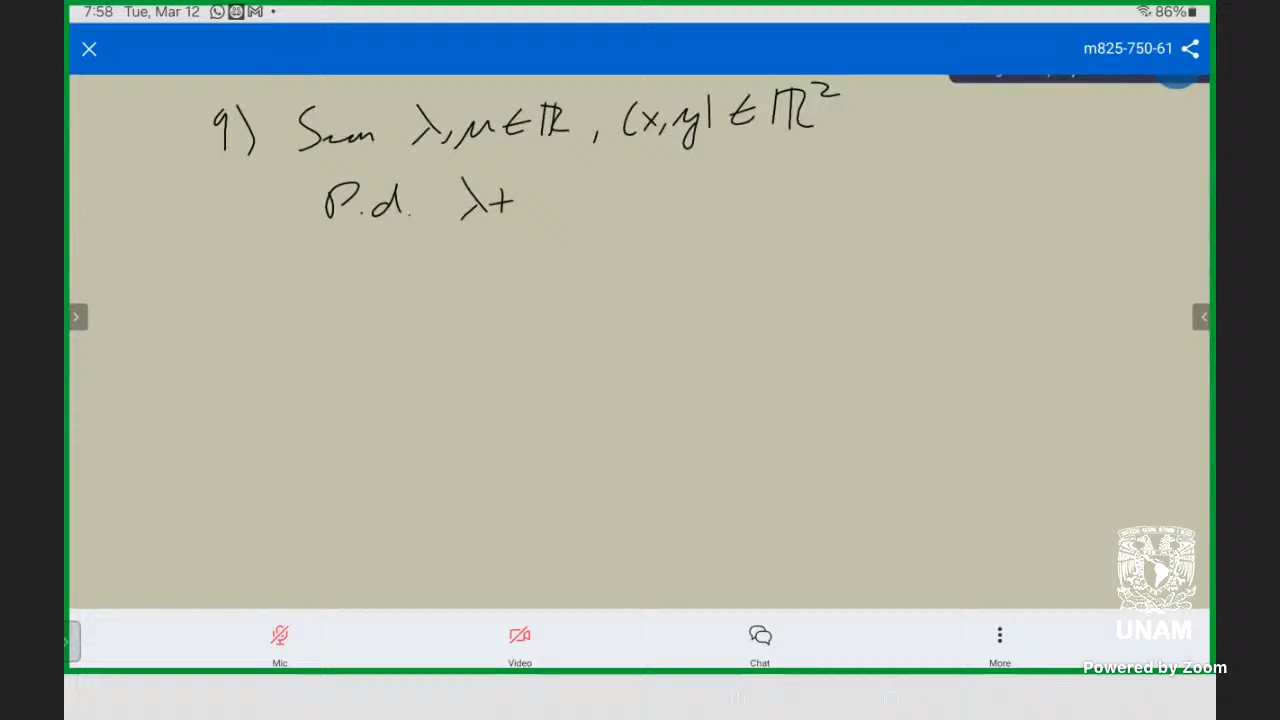 7:58 Tue, Mar 12
86%
m825-750-61
9) Sean λ, μ ∈ ℝ, (x,y) ∈ ℝ²
P.d. λ+
UNAM
Mic Video Chat More
Powered by Zoom